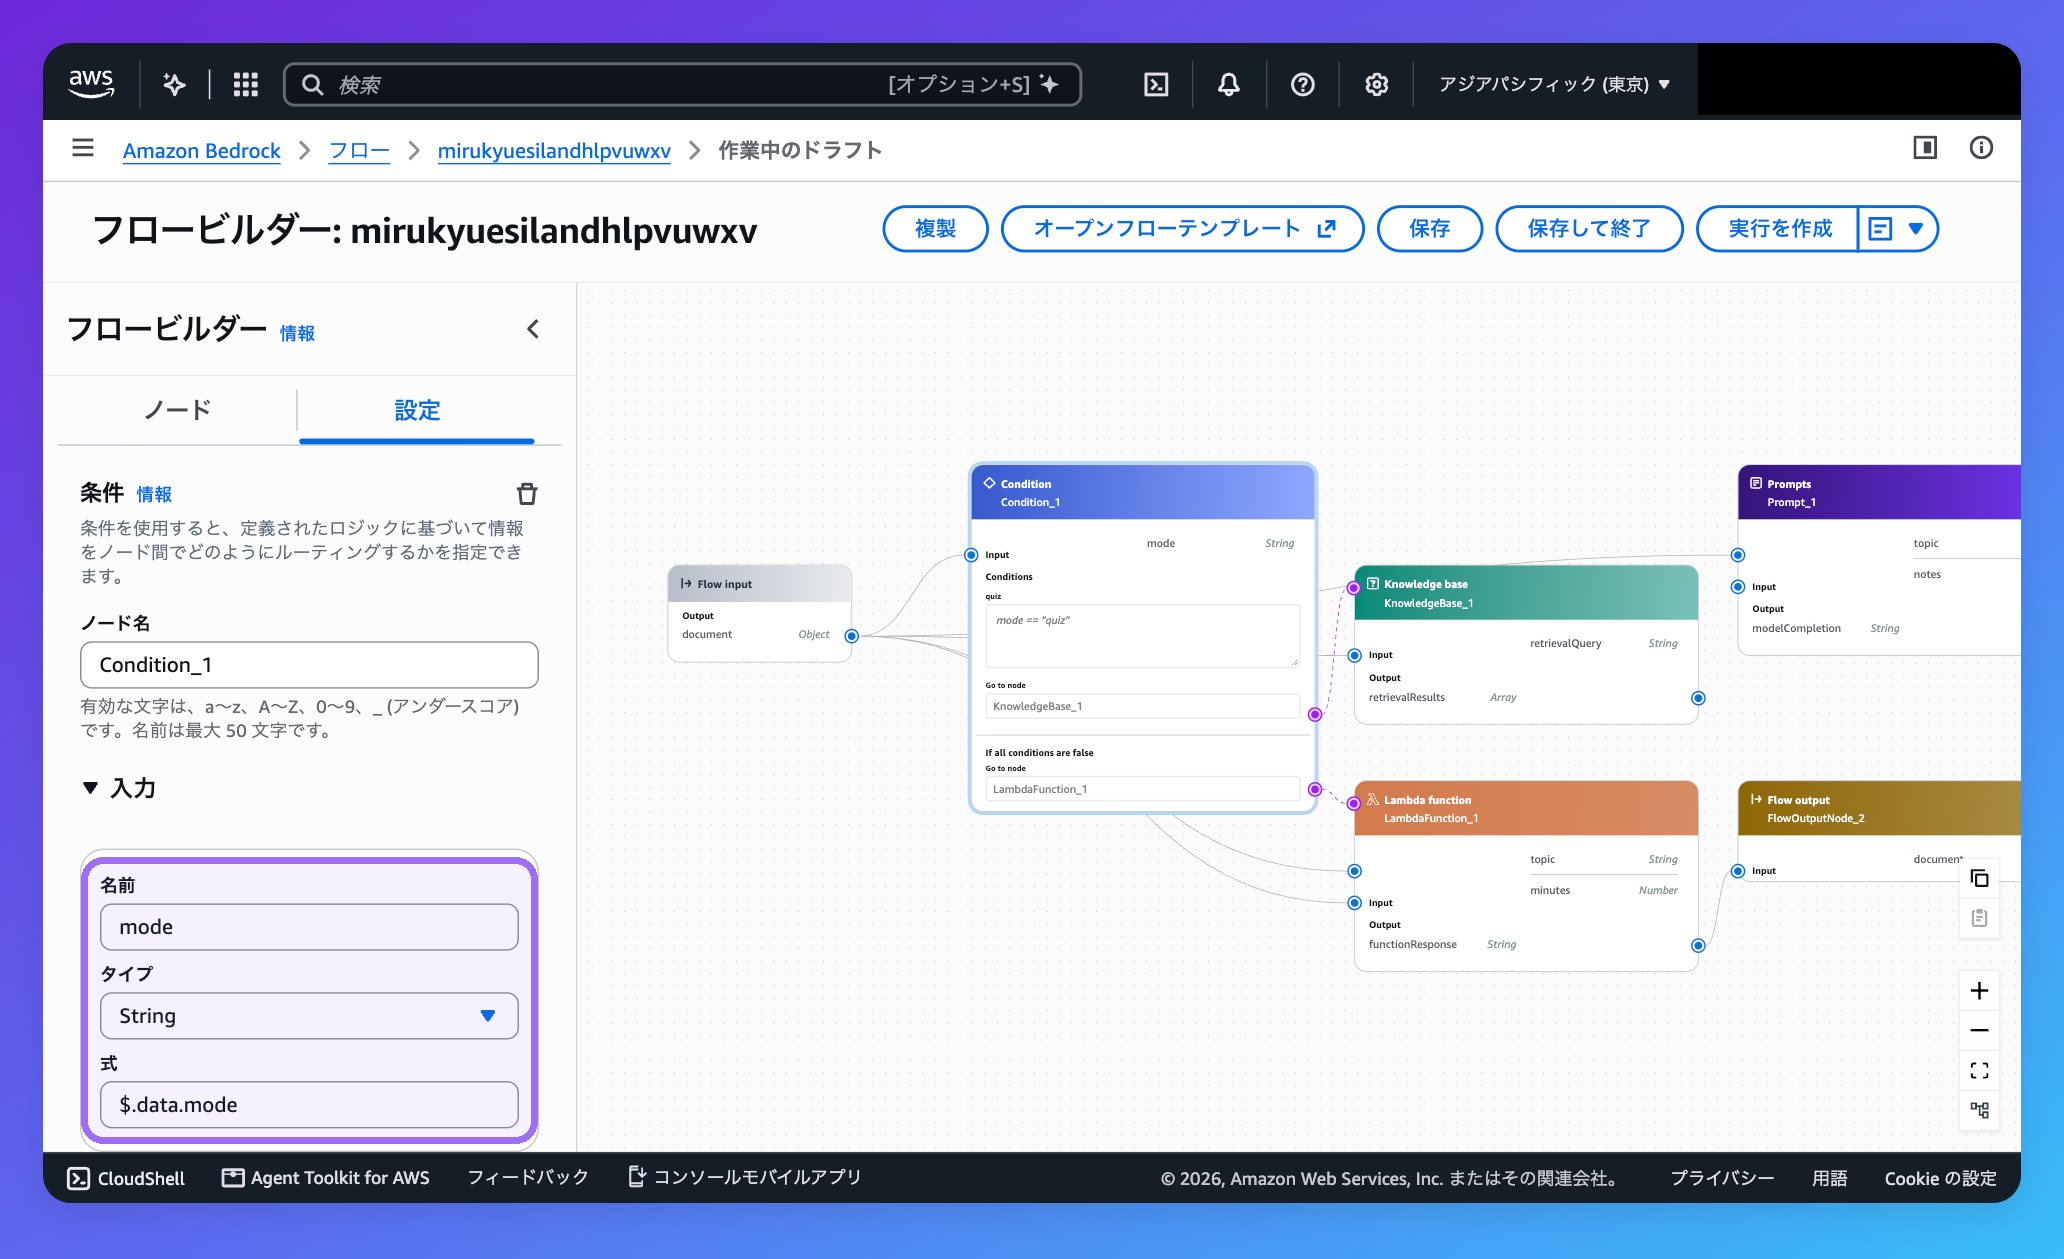 aws
検索
[オプション+S]
アジアパシフィック (東京)
Amazon Bedrock
フロー
mirukyuesilandhlpvuwxv
作業中のドラフト
フロービルダー: mirukyuesilandhlpvuwxv
複製
オープンフローテンプレート
保存
保存して終了
実行を作成
フロービルダー 情報
ノード
設定
条件 情報
条件を使用すると、定義されたロジックに基づいて情報
をノード間でどのようにルーティングするかを指定でき
ます。
ノード名
Condition_1
有効な文字は、a～z、A～Z、0～9、_ (アンダースコア)
です。名前は最大 50 文字です。
入力
名前
mode
タイプ
String
式
$.data.mode
Flow input
Output
document Object
Condition
Condition_1
mode String
Input
Conditions
quiz
mode == "quiz"
Go to node
KnowledgeBase_1
If all conditions are false
Go to node
LambdaFunction_1
Knowledge base
KnowledgeBase_1
retrievalQuery String
Input
Output
retrievalResults Array
Lambda function
LambdaFunction_1
topic String
minutes Number
Input
Output
functionResponse String
Prompts
Prompt_1
topic
notes
Input
Output
modelCompletion String
Flow output
FlowOutputNode_2
document
Input
CloudShell
Agent Toolkit for AWS
フィードバック
コンソールモバイルアプリ
© 2026, Amazon Web Services, Inc. またはその関連会社。
プライバシー
用語
Cookie の設定